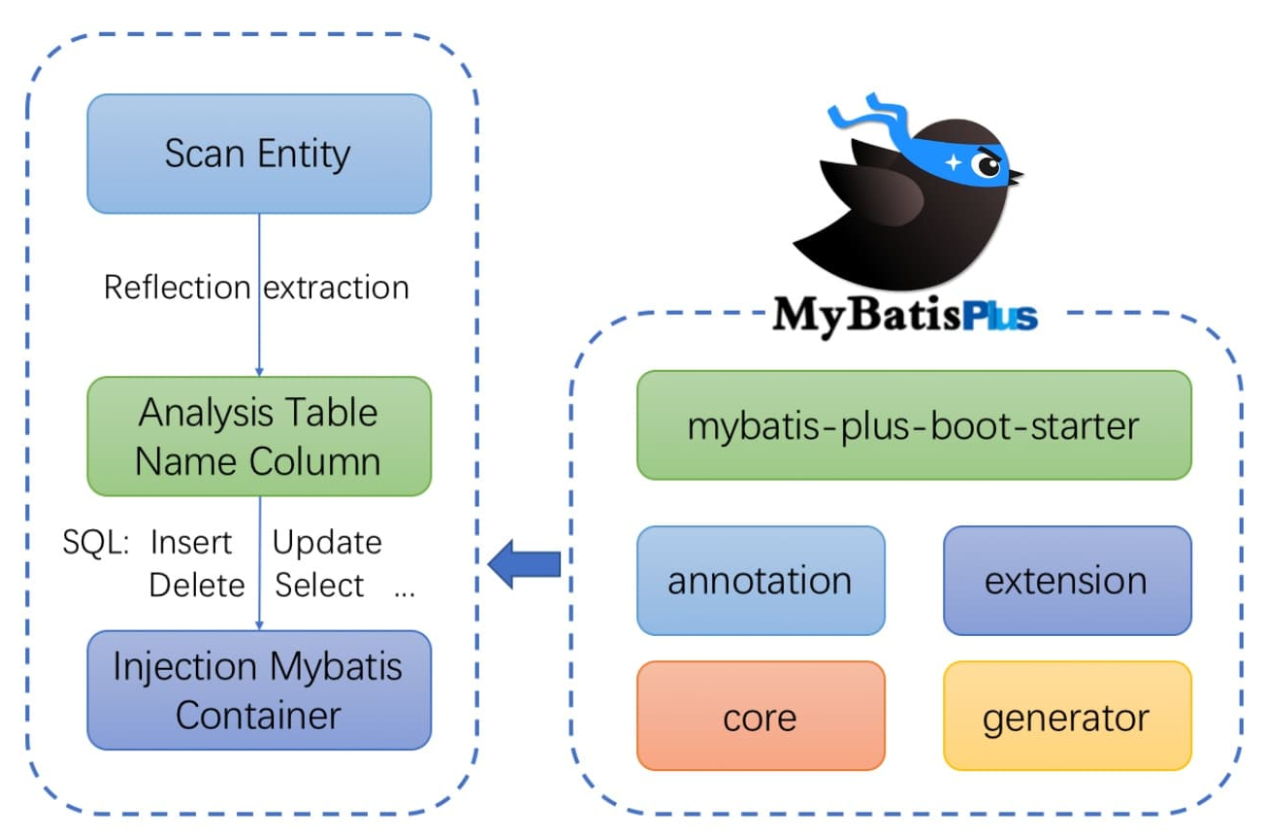 Scan Entity
Reflection extraction
Analysis Table
Name Column
SQL: Insert Update
Delete Select ...
Injection Mybatis
Container
MyBatisPlus
mybatis-plus-boot-starter
annotation
extension
core
generator